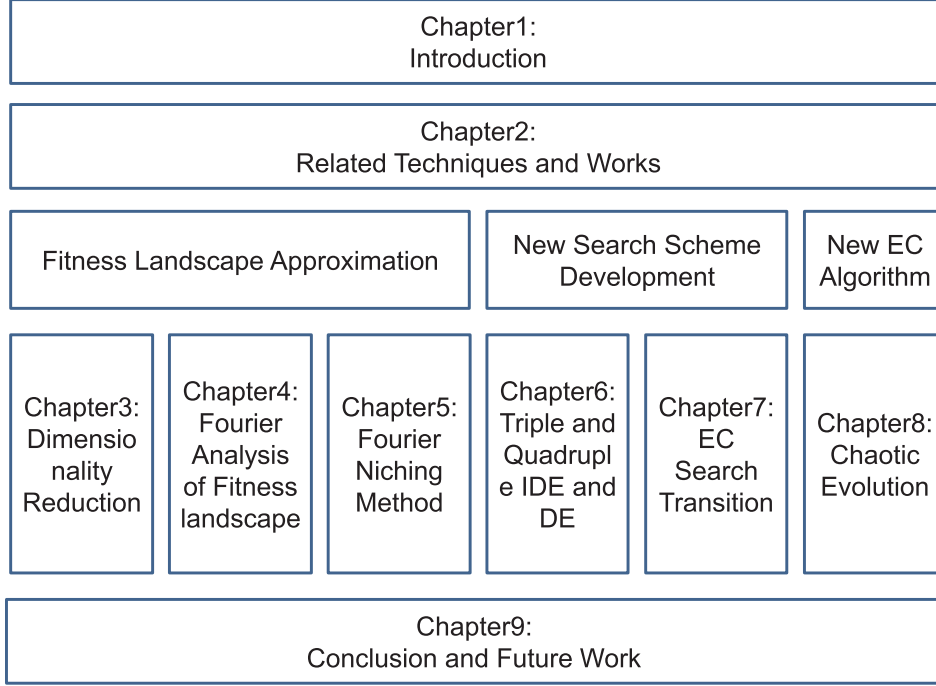 Chapter1:
Introduction
Chapter2:
Related Techniques and Works
Fitness Landscape Approximation
New Search Scheme
Development
New EC
Algorithm
Chapter3:
Dimensio
nality
Reduction
Chapter4:
Fourier
Analysis
of Fitness
landscape
Chapter5:
Fourier
Niching
Method
Chapter6:
Triple and
Quadrupl
e IDE and
DE
Chapter7:
EC
Search
Transition
Chapter8:
Chaotic
Evolution
Chapter9:
Conclusion and Future Work